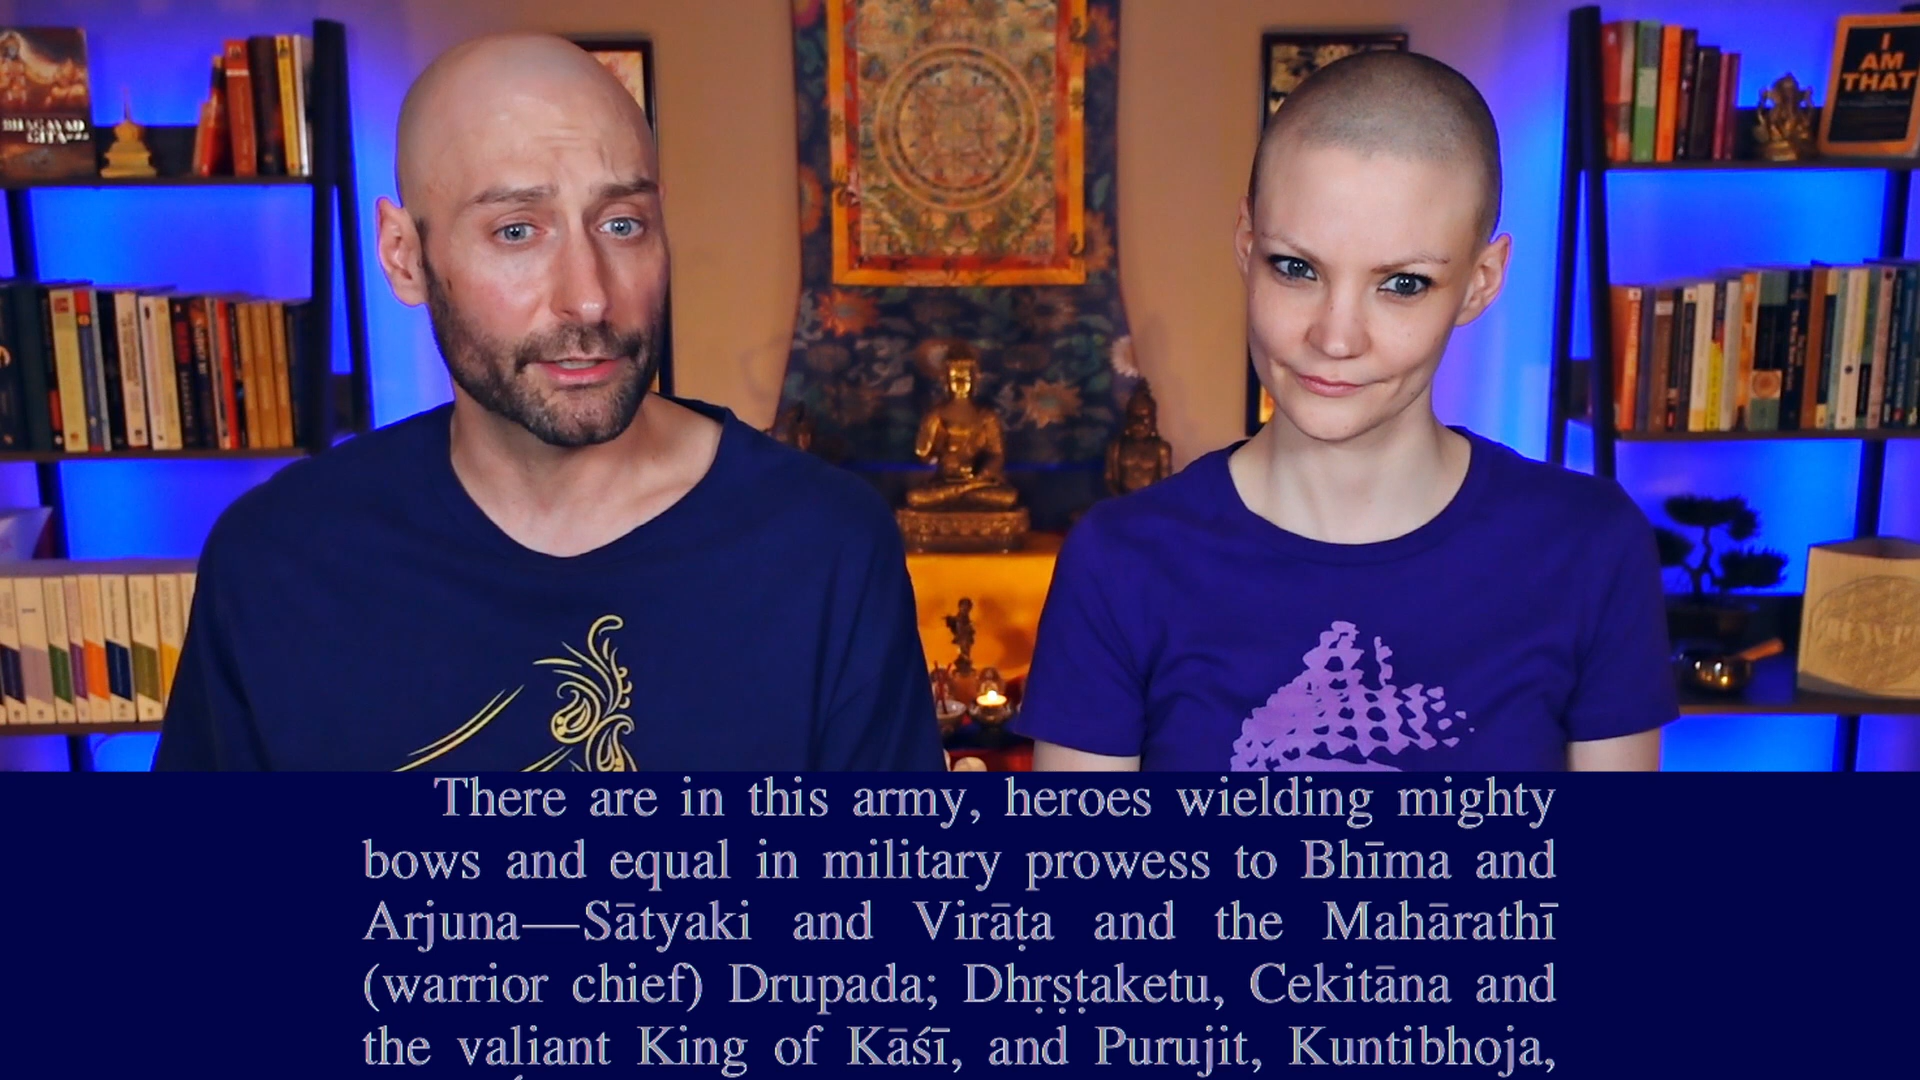 BHAGAVAD
GITA
I
AM
THAT
There are in this army, heroes wielding mighty
bows and equal in military prowess to Bhīma and
Arjuna—Sātyaki and Virāṭa and the Mahārathī
(warrior chief) Drupada; Dhṛṣṭaketu, Cekitāna and
the valiant King of Kāśī, and Purujit, Kuntibhoja,